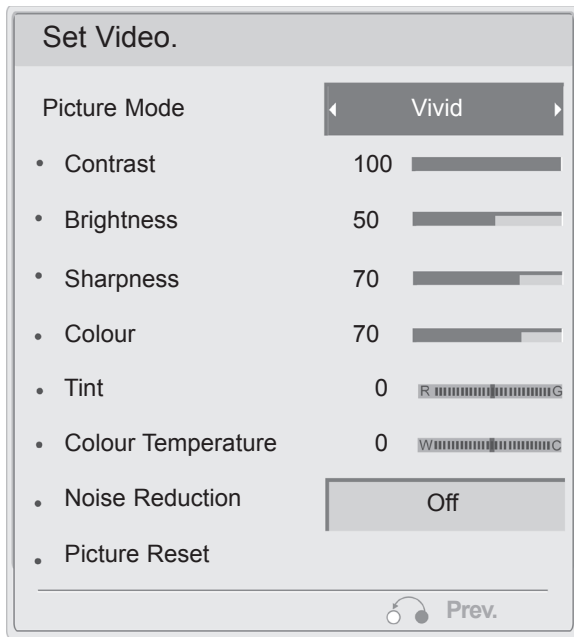 Set Video.
Picture Mode Vivid
• Contrast 100
• Brightness 50
• Sharpness 70
• Colour 70
• Tint 0 R G
• Colour Temperature 0 W C
• Noise Reduction Off
• Picture Reset
Prev.